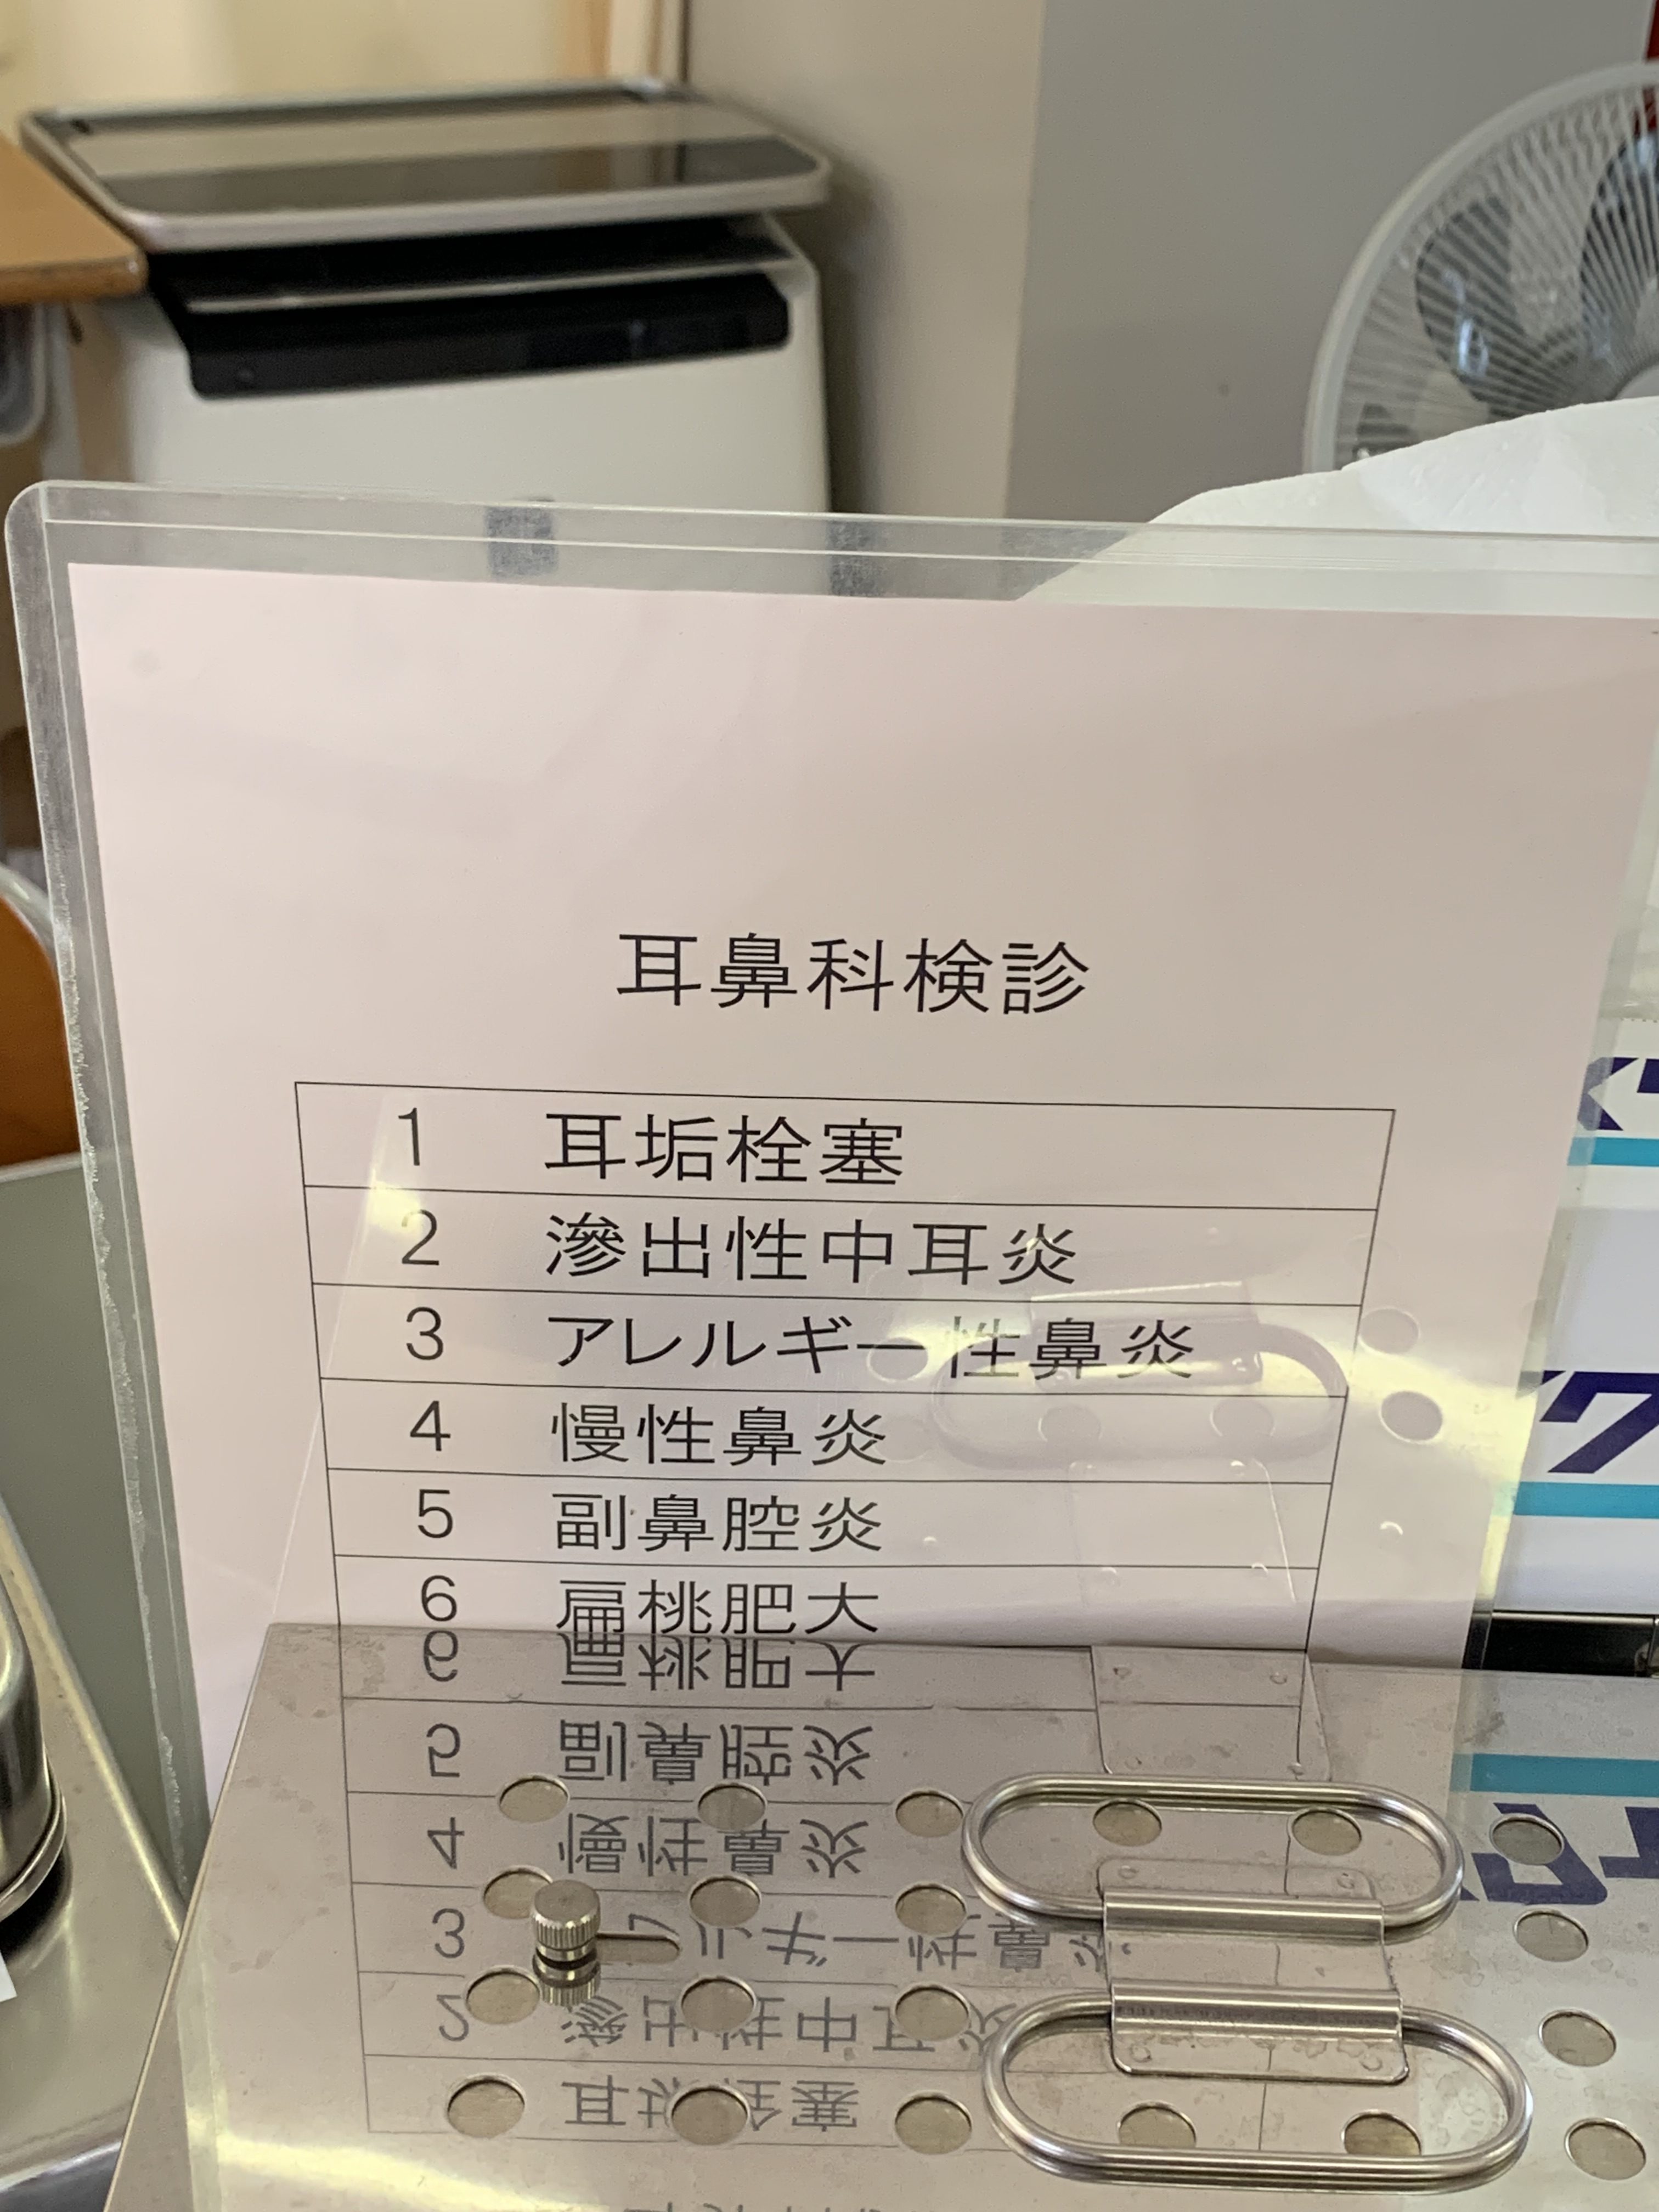 耳鼻科検診
1 耳垢栓塞
2 滲出性中耳炎
3 アレルギー性鼻炎
4 慢性鼻炎
5 副鼻腔炎
6 扁桃肥大